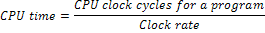 CPU time = CPU clock cycles for a program / Clock rate